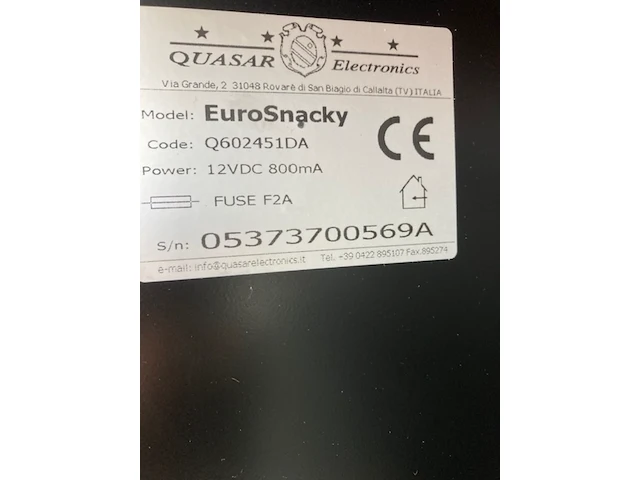 QUASAR Electronics
Via Grande, 2 31048 Rovarè di San Biagio di Callalta (TV) ITALIA
Model: EuroSnacky
Code: Q602451DA
CE
Power: 12VDC 800mA
FUSE F2A
S/n: 05373700569A
e-mail: info@quasarelectronics.it Tel. +39 0422 895107 Fax.895274